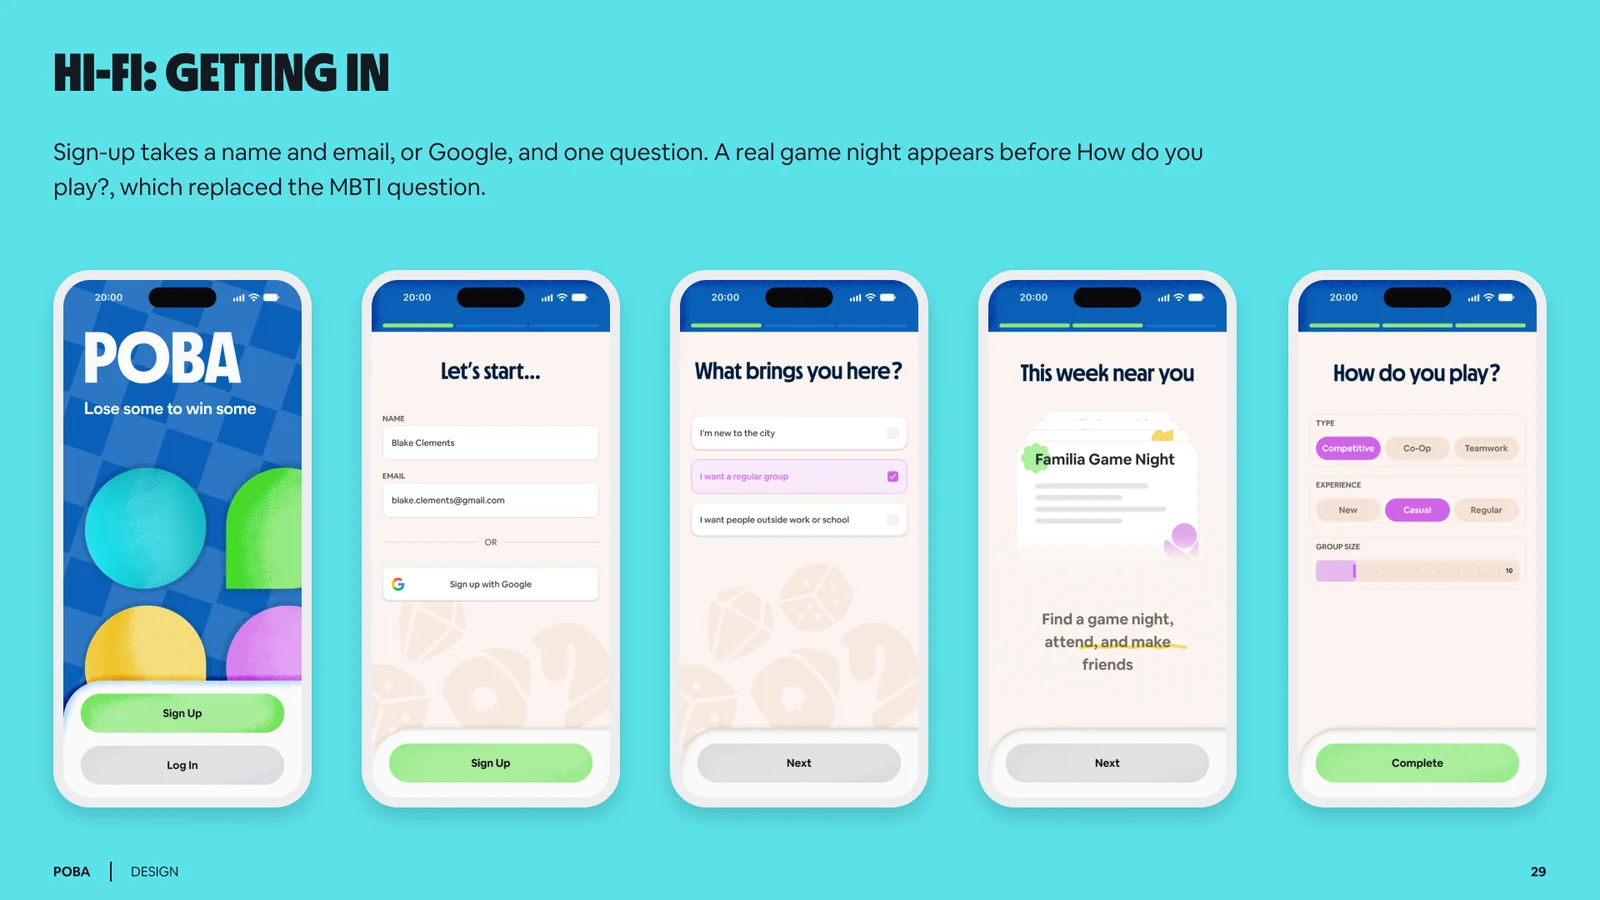 HI-FI: GETTING IN
Sign-up takes a name and email, or Google, and one question. A real game night appears before How do you
play?, which replaced the MBTI question.
20:00
POBA
Lose some to win some
Sign Up
Log In
20:00
Let's start...
NAME
Blake Clements
EMAIL
blake.clements@gmail.com
OR
Sign up with Google
Sign Up
20:00
What brings you here?
I'm new to the city
I want a regular group
I want people outside work or school
Next
20:00
This week near you
Familia Game Night
Find a game night,
attend, and make
friends
Next
20:00
How do you play?
TYPE
Competitive
Co-Op
Teamwork
EXPERIENCE
New
Casual
Regular
GROUP SIZE
10
Complete
POBA
DESIGN
29